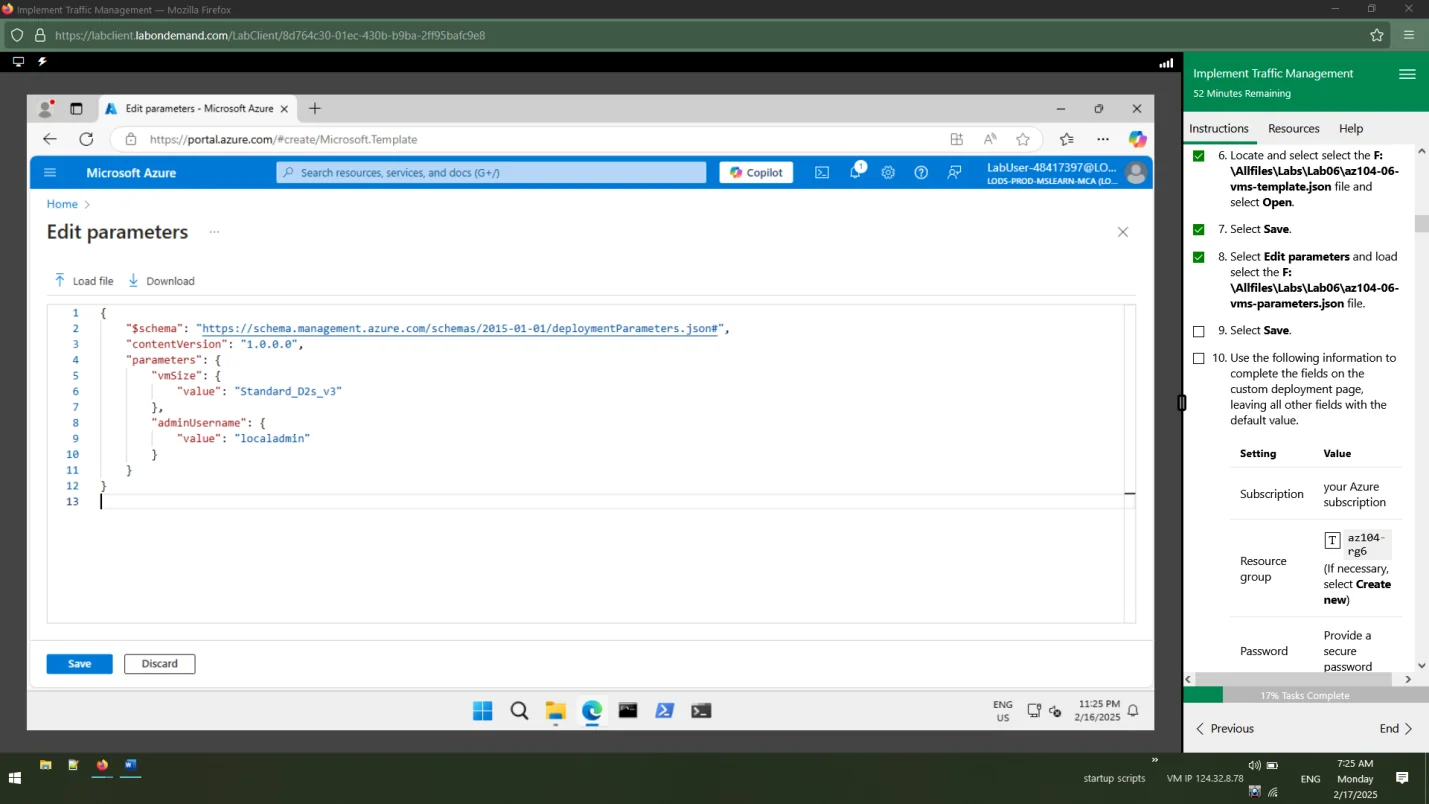 Implement Traffic Management — Mozilla Firefox
https://labclient.labondemand.com/LabClient/8d764c30-01ec-430b-b9ba-2ff95bafc9e8
Edit parameters - Microsoft Azure
https://portal.azure.com/#create/Microsoft.Template
Microsoft Azure
Search resources, services, and docs (G+/)
Copilot
1
LabUser-48417397@LO...
LODS-PROD-MSLEARN-MCA (LO...
Home >
Edit parameters ...
Load file
Download
1 {
2 "$schema": "https://schema.management.azure.com/schemas/2015-01-01/deploymentParameters.json#",
3 "contentVersion": "1.0.0.0",
4 "parameters": {
5 "vmSize": {
6 "value": "Standard_D2s_v3"
7 },
8 "adminUsername": {
9 "value": "localadmin"
10 }
11 }
12 }
13
Save
Discard
ENG
US
11:25 PM
2/16/2025
Implement Traffic Management
52 Minutes Remaining
Instructions Resources Help
6. Locate and select select the F:
\Allfiles\Labs\Lab06\az104-06-
vms-template.json file and
select Open.
7. Select Save.
8. Select Edit parameters and load
select the F:
\Allfiles\Labs\Lab06\az104-06-
vms-parameters.json file.
9. Select Save.
10. Use the following information to
complete the fields on the
custom deployment page,
leaving all other fields with the
default value.
Setting Value
Subscription
your Azure
subscription
Resource
group
T az104-
rg6
(If necessary,
select Create
new)
Password
Provide a
secure
password
17% Tasks Complete
< Previous
End >
startup scripts
»
VM IP 124.32.8.78
ENG
7:25 AM
Monday
2/17/2025